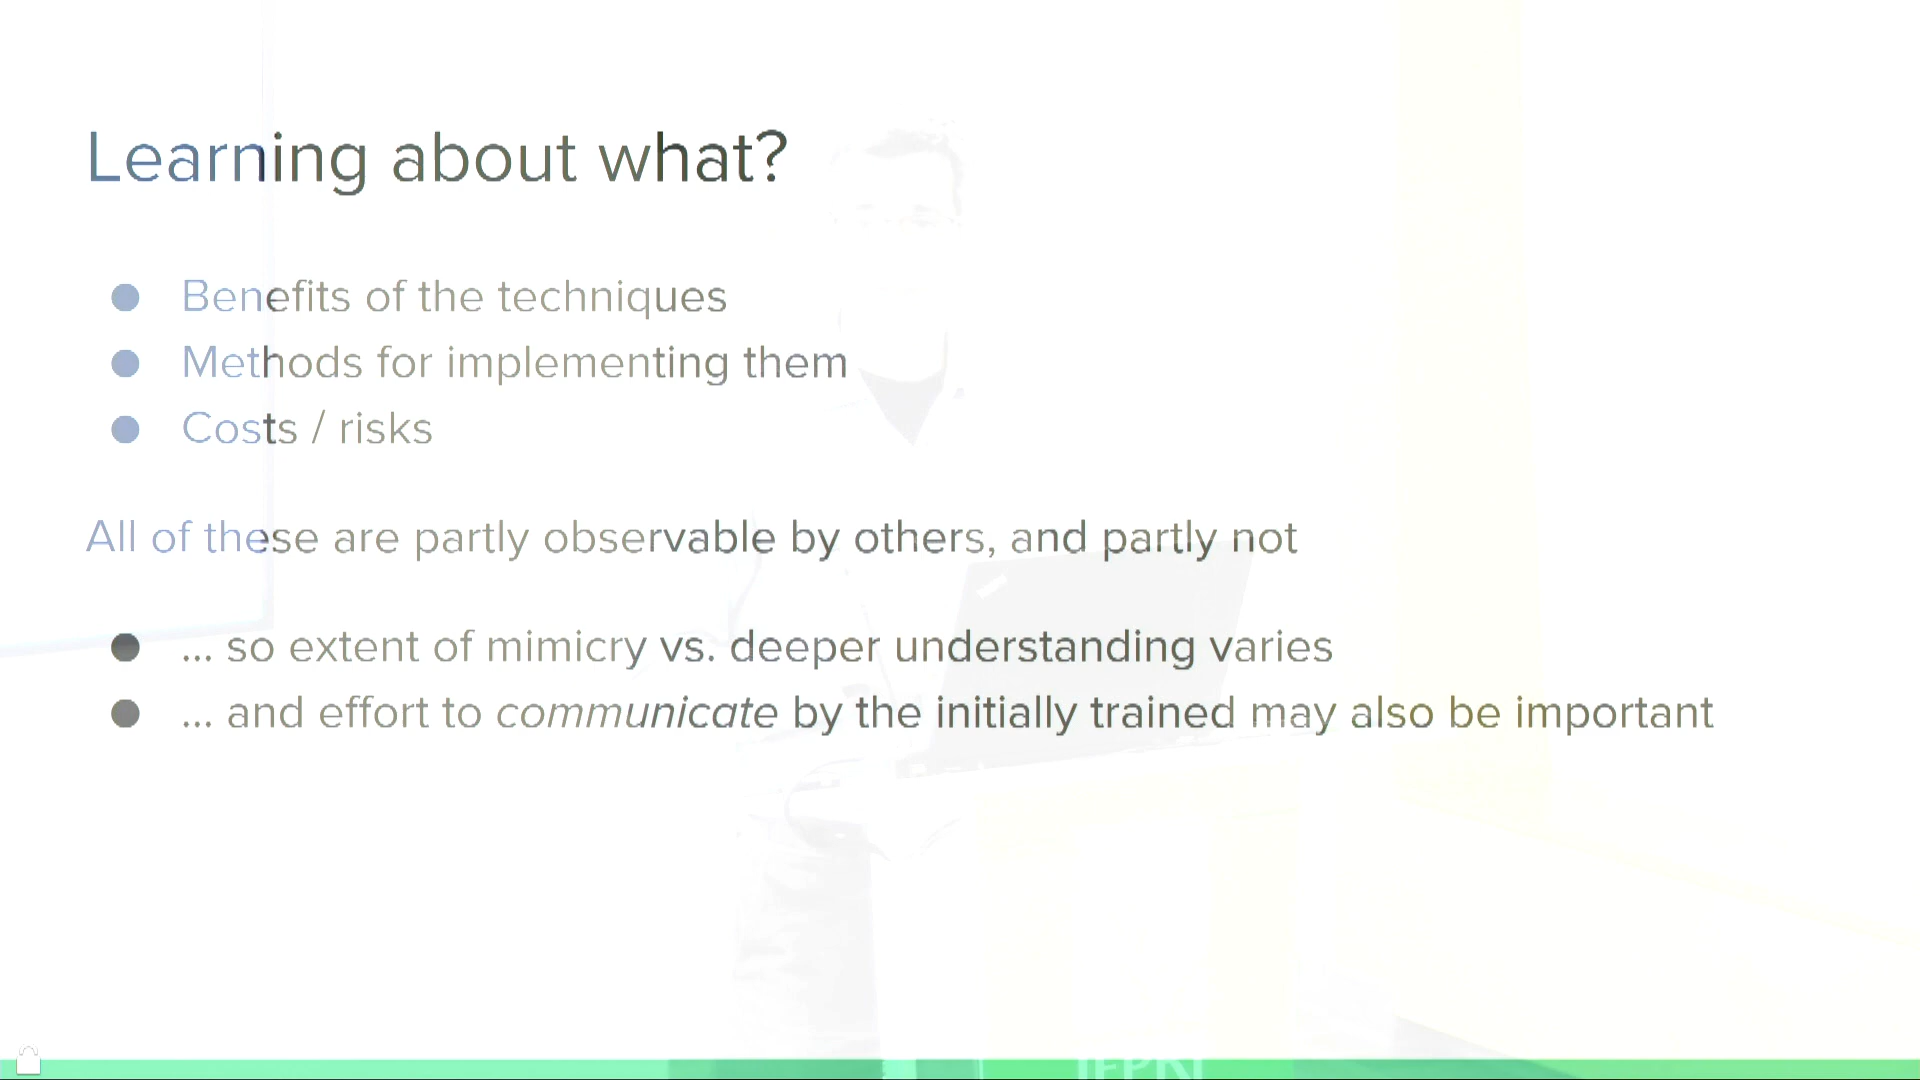 Learning about what?
● Benefits of the techniques
● Methods for implementing them
● Costs / risks
All of these are partly observable by others, and partly not
● ... so extent of mimicry vs. deeper understanding varies
● ... and effort to communicate by the initially trained may also be important
IFPRI